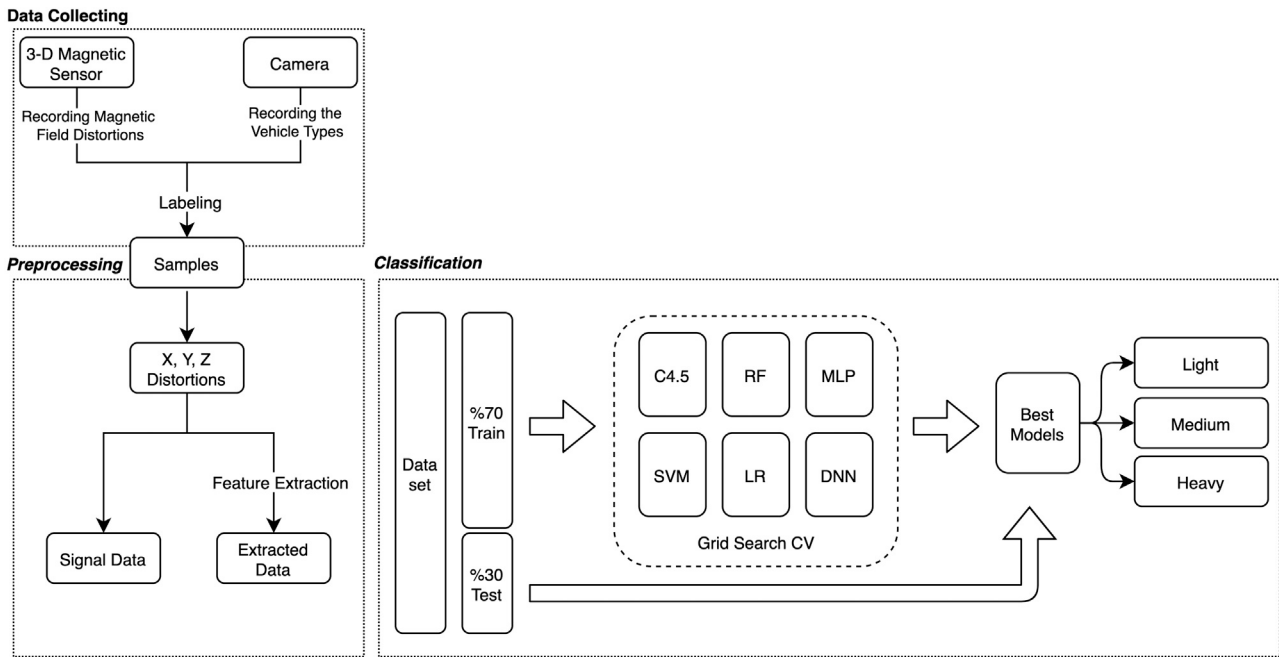 Data Collecting
3-D Magnetic
Sensor
Camera
Recording Magnetic
Field Distortions
Recording the
Vehicle Types
Labeling
Samples
Preprocessing
X, Y, Z
Distortions
Feature Extraction
Signal Data
Extracted
Data
Classification
Data
set
%70
Train
%30
Test
C4.5
RF
MLP
SVM
LR
DNN
Grid Search CV
Best
Models
Light
Medium
Heavy